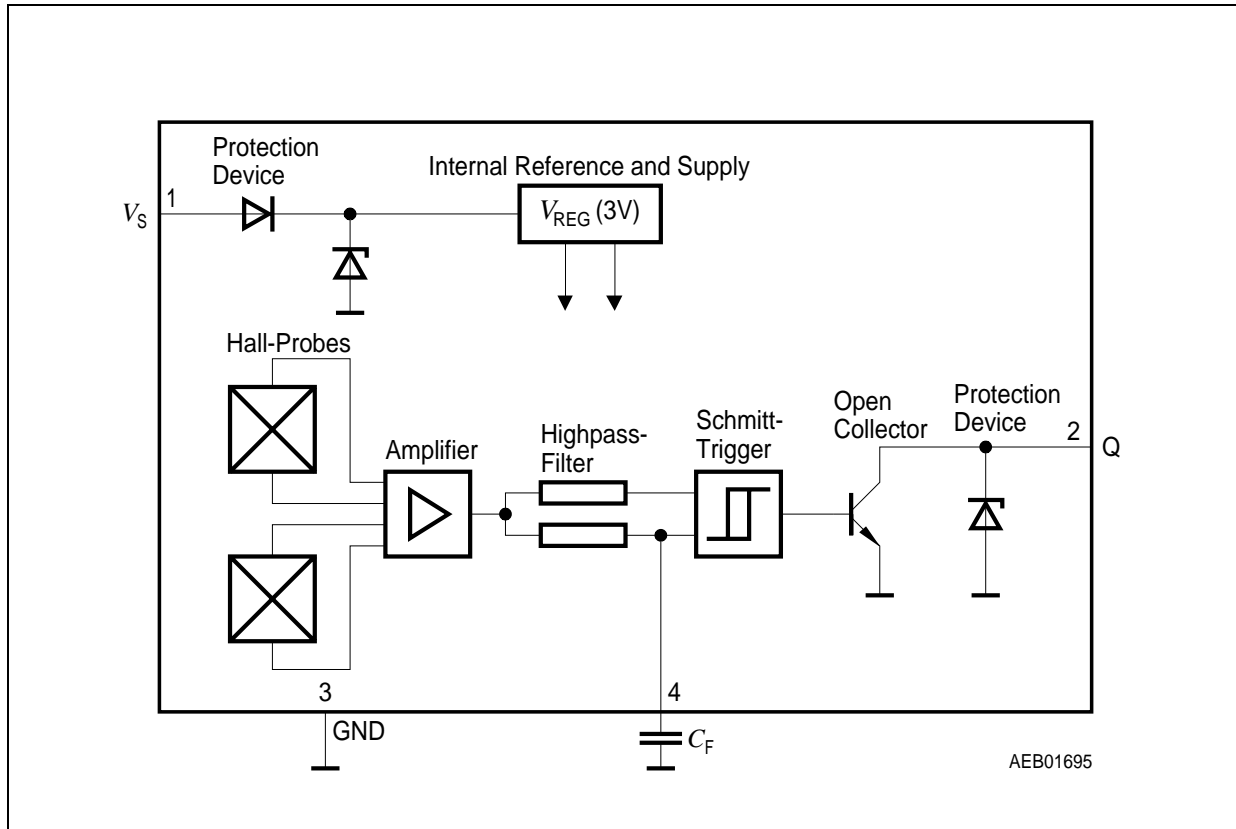 Protection
Device
Internal Reference and Supply
1
VS
VREG (3V)
Hall-Probes
Amplifier
Highpass-
Filter
Schmitt-
Trigger
Open
Collector
Protection
Device
2
Q
3
GND
4
CF
AEB01695